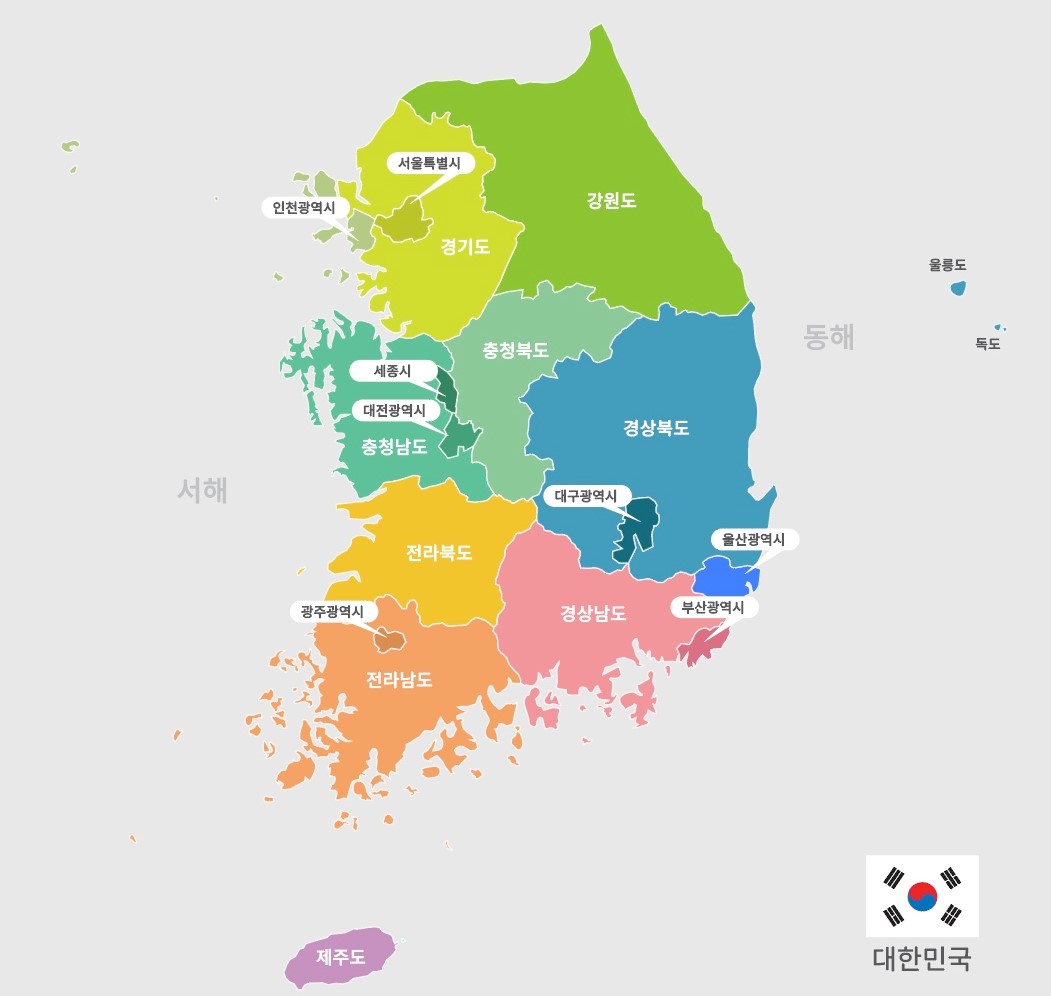 서울특별시
인천광역시
강원도
경기도
울릉도
동해
독도
충청북도
세종시
대전광역시
충청남도
경상북도
서해
대구광역시
울산광역시
전라북도
부산광역시
광주광역시
경상남도
전라남도
제주도
대한민국